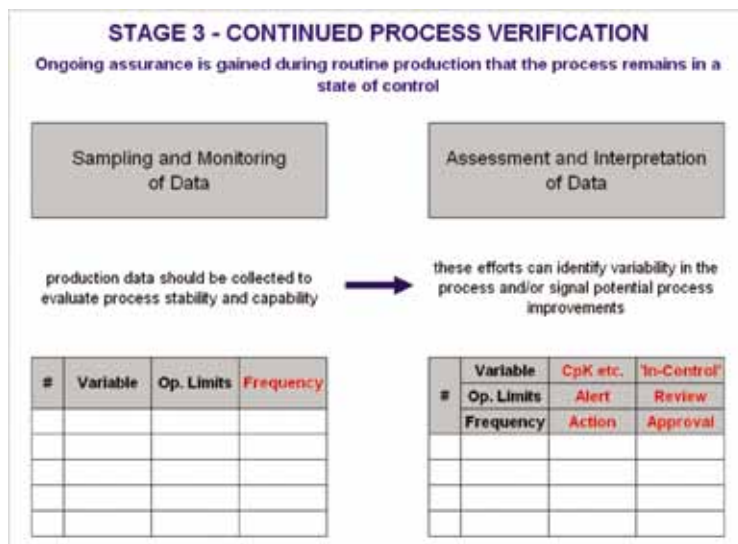 STAGE 3 - CONTINUED PROCESS VERIFICATION
Ongoing assurance is gained during routine production that the process remains in a
state of control
Sampling and Monitoring
of Data
production data should be collected to
evaluate process stability and capability
Assessment and Interpretation
of Data
these efforts can identify variability in the
process and/or signal potential process
improvements
# Variable Op. Limits Frequency
Variable CpK etc. 'In-Control'
# Op. Limits Alert Review
Frequency Action Approval